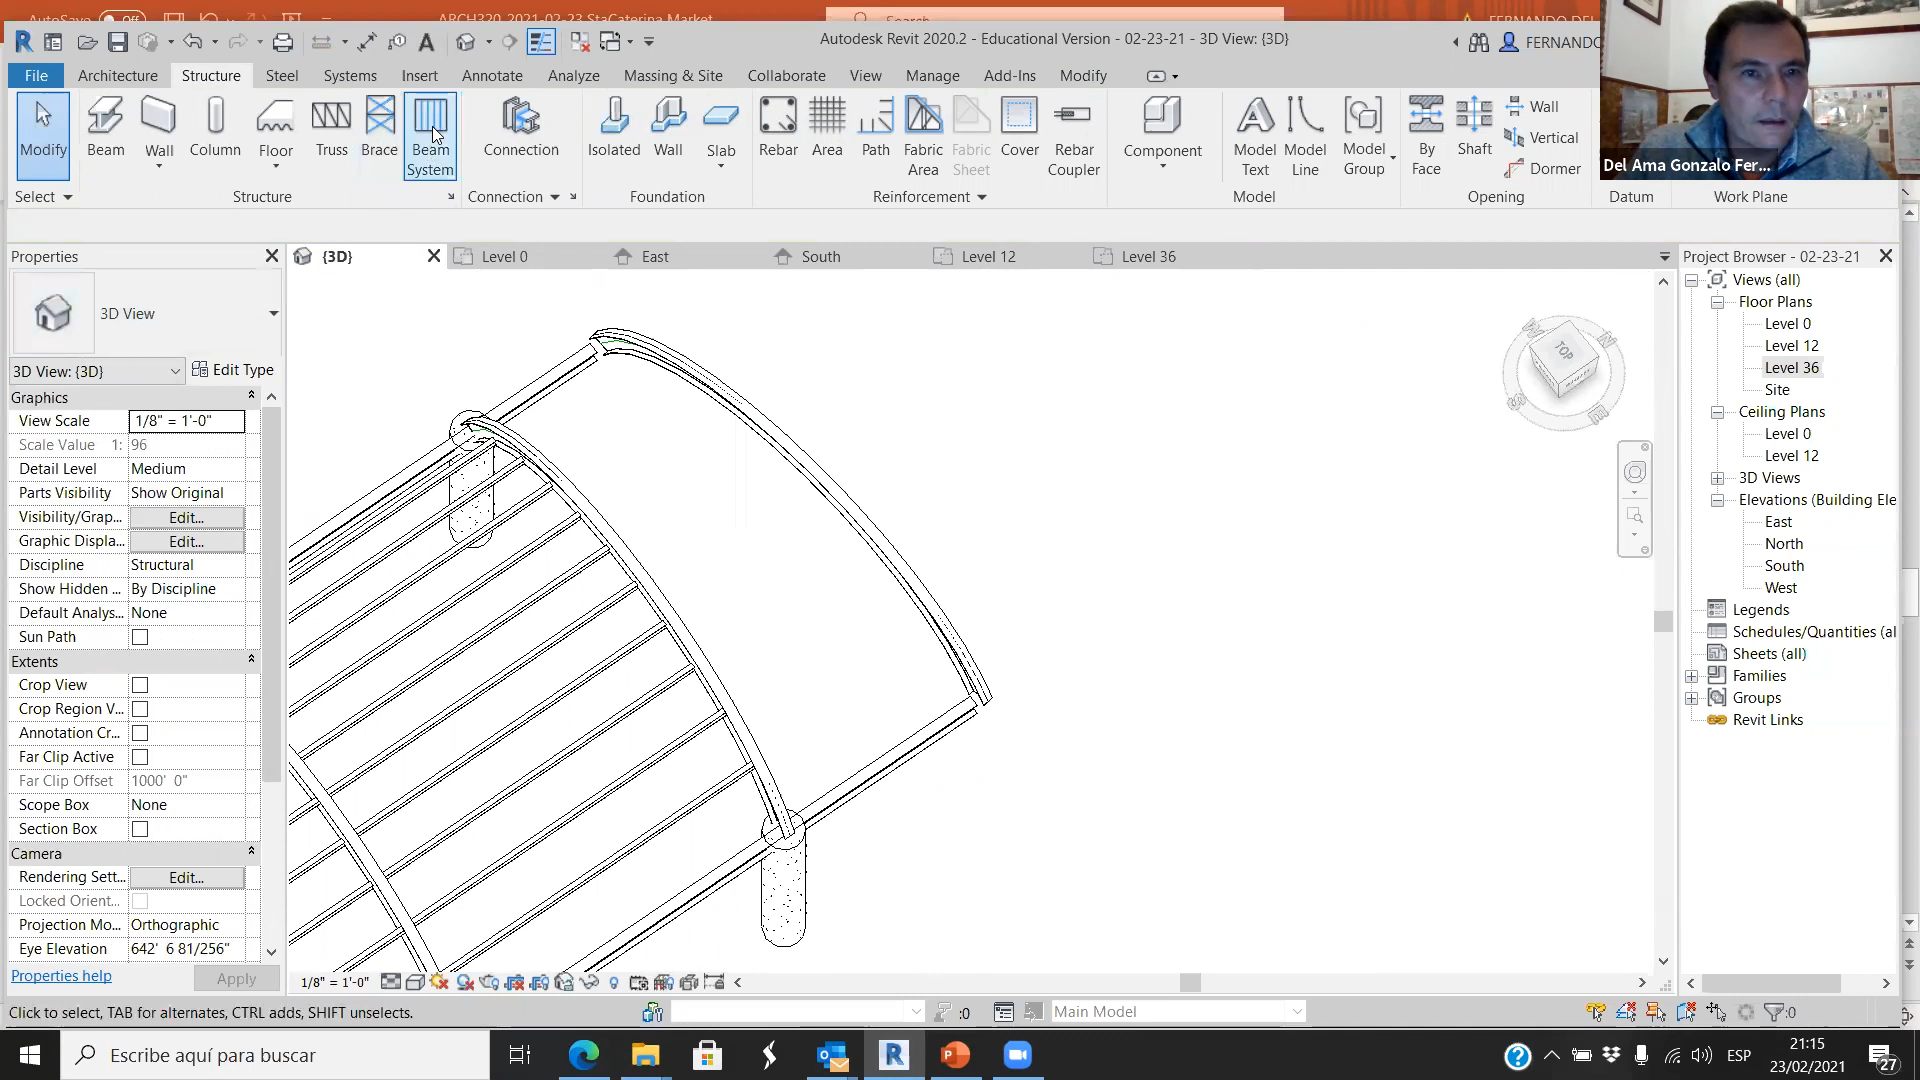 AutoSave Off ARCH320_2021-02-23 StaCaterina Market Search FERNANDO DEL
Autodesk Revit 2020.2 - Educational Version - 02-23-21 - 3D View: {3D} FERNANDO
File Architecture Structure Steel Systems Insert Annotate Analyze Massing & Site Collaborate View Manage Add-Ins Modify
Modify Beam Wall Column Floor Truss Brace Beam System Connection Isolated Wall Slab Rebar Area Path Fabric Area Fabric Sheet Cover Rebar Coupler Component Model Text Model Line Model Group By Face Shaft Wall Vertical Dormer
Del Ama Gonzalo Fer...
Select Structure Connection Foundation Reinforcement Model Opening Datum Work Plane
Properties
{3D} Level 0 East South Level 12 Level 36
Project Browser - 02-23-21
3D View
3D View: {3D} Edit Type
Graphics
View Scale 1/8" = 1'-0"
Scale Value 1: 96
Detail Level Medium
Parts Visibility Show Original
Visibility/Grap... Edit...
Graphic Displa... Edit...
Discipline Structural
Show Hidden ... By Discipline
Default Analys... None
Sun Path
Extents
Crop View
Crop Region V...
Annotation Cr...
Far Clip Active
Far Clip Offset 1000' 0"
Scope Box None
Section Box
Camera
Rendering Sett... Edit...
Locked Orient...
Projection Mo... Orthographic
Eye Elevation 642' 6 81/256"
Properties help Apply
TOP
N
W
S
E
Views (all)
Floor Plans
Level 0
Level 12
Level 36
Site
Ceiling Plans
Level 0
Level 12
3D Views
Elevations (Building Ele
East
North
South
West
Legends
Schedules/Quantities (al
Sheets (all)
Families
Groups
Revit Links
1/8" = 1'-0"
Click to select, TAB for alternates, CTRL adds, SHIFT unselects. :0 Main Model :0
Escribe aquí para buscar
ESP
21:15
23/02/2021
27